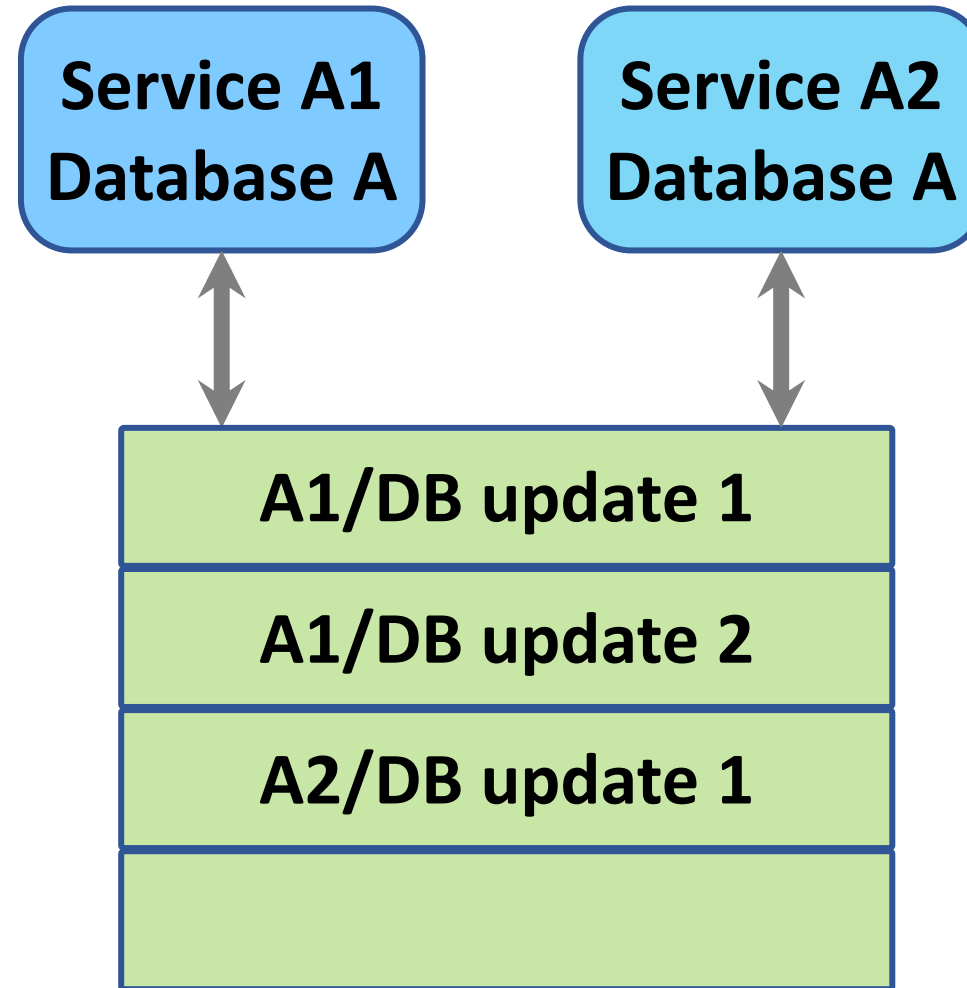 Service A1
Database A
Service A2
Database A
A1/DB update 1
A1/DB update 2
A2/DB update 1